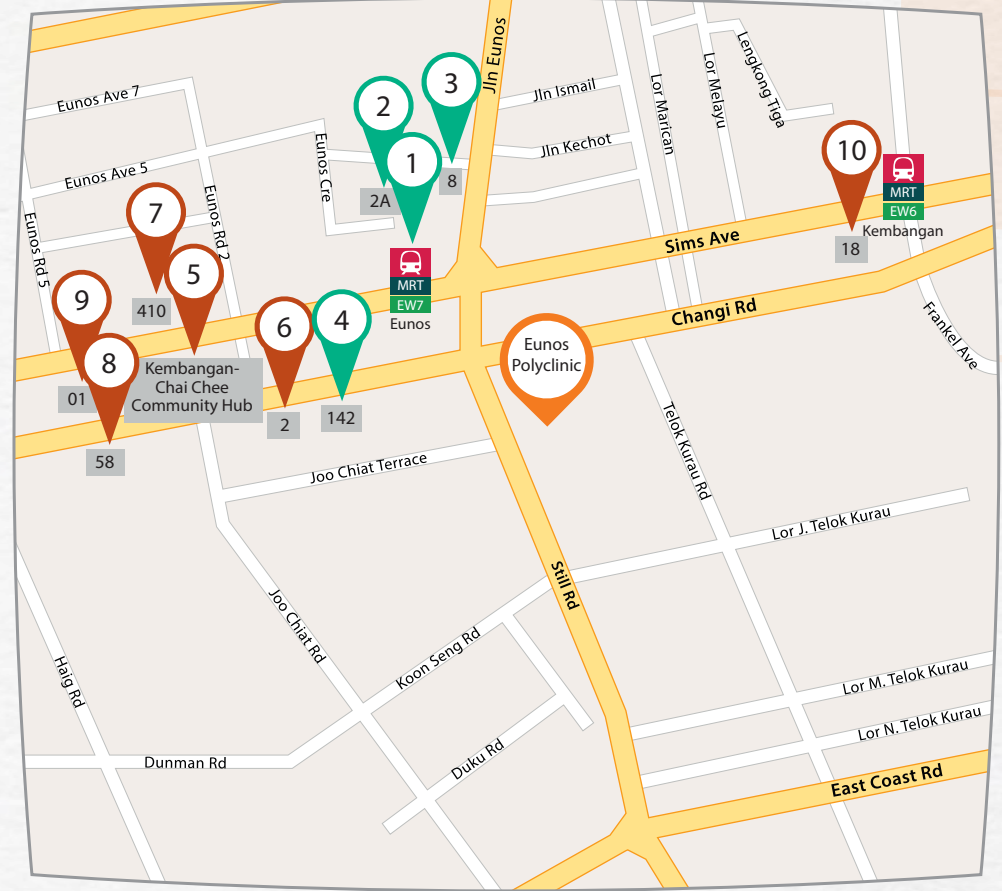 Jln Eunos
Eunos Ave 7
2
3
Jln Ismail
Lor Marican
Lor Melayu
Lengkong Tiga
Eunos Ave 5
Eunos Cre
1
Jln Kechot
8
2A
10
MRT
EW6
Kembangan
18
Eunos Rd 5
7
Eunos Rd 2
5
410
Sims Ave
MRT
EW7
Eunos
9
8
6
4
Changi Rd
Eunos
Polyclinic
Frankel Ave
01
Kembangan-
Chai Chee
Community Hub
2
142
58
Joo Chiat Terrace
Telok Kurau Rd
Lor J. Telok Kurau
Still Rd
Joo Chiat Rd
Koon Seng Rd
Haig Rd
Lor M. Telok Kurau
Lor N. Telok Kurau
Dunman Rd
Duku Rd
East Coast Rd